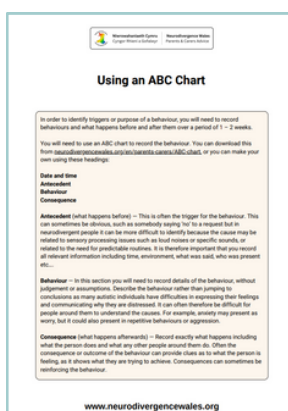 Niwrowahaniaeth Cymru
Cyngor Rhieni a Gofalwyr
Neurodivergence Wales
Parents & Carers Advice
Using an ABC Chart
In order to identify triggers or purpose of a behaviour, you will need to record
behaviours and what happens before and after them over a period of 1 – 2 weeks.
You will need to use an ABC chart to record the behaviour. You can download this
from neurodivergencewales.org/en/parents-carers/ABC-chart, or you can make your
own using these headings:
Date and time
Antecedent
Behaviour
Consequence
Antecedent (what happens before) — This is often the trigger for the behaviour. This
can sometimes be obvious, such as somebody saying 'no' to a request but in
neurodivergent people it can be more difficult to identify because the cause may be
related to sensory processing issues such as loud noises or specific sounds, or
related to the need for predictable routines. It is therefore important that you record
all relevant information including time, environment, what was said, who was present
etc...
Behaviour — In this section you will need to record details of the behaviour, without
judgement or assumptions. Describe the behaviour rather than jumping to
conclusions as many autistic individuals have difficulties in expressing their feelings
and communicating why they are distressed. It can often therefore be difficult for
people around them to understand the causes. For example, anxiety may present as
worry, but it could also present in repetitive behaviours or aggression.
Consequence (what happens afterwards) — Record exactly what happens including
what the person does and what any other people around them do. Often the
consequence or outcome of the behaviour can provide clues as to what the person is
feeling, as it shows what they are trying to achieve. Consequences can sometimes be
reinforcing the behaviour.
www.neurodivergencewales.org